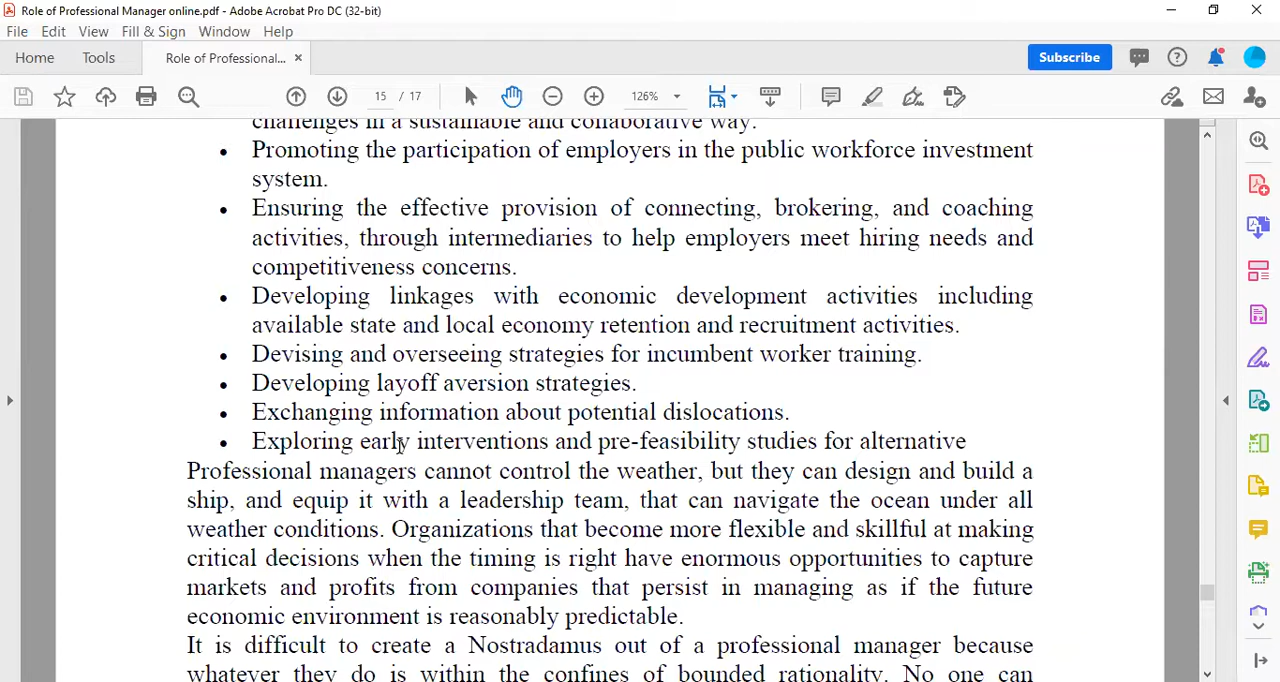 Role of Professional Manager online.pdf - Adobe Acrobat Pro DC (32-bit)
File Edit View Fill & Sign Window Help
Home Tools Role of Professional... × Subscribe
15 / 17 126%
challenges in a sustainable and collaborative way.
• Promoting the participation of employers in the public workforce investment
system.
• Ensuring the effective provision of connecting, brokering, and coaching
activities, through intermediaries to help employers meet hiring needs and
competitiveness concerns.
• Developing linkages with economic development activities including
available state and local economy retention and recruitment activities.
• Devising and overseeing strategies for incumbent worker training.
• Developing layoff aversion strategies.
• Exchanging information about potential dislocations.
• Exploring early interventions and pre-feasibility studies for alternative
Professional managers cannot control the weather, but they can design and build a
ship, and equip it with a leadership team, that can navigate the ocean under all
weather conditions. Organizations that become more flexible and skillful at making
critical decisions when the timing is right have enormous opportunities to capture
markets and profits from companies that persist in managing as if the future
economic environment is reasonably predictable.
It is difficult to create a Nostradamus out of a professional manager because
whatever they do is within the confines of bounded rationality. No one can